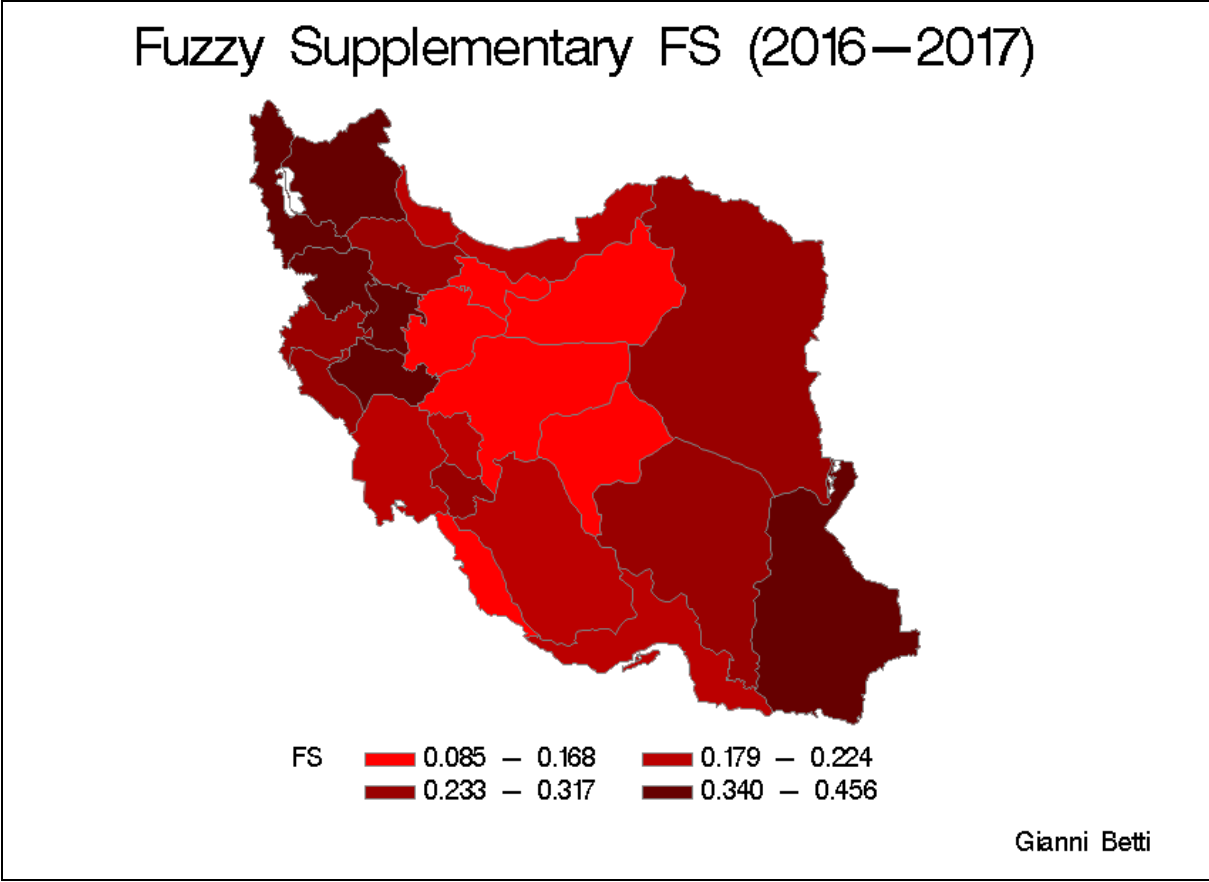 Fuzzy Supplementary FS (2016—2017)
FS 0.085 — 0.168 0.179 — 0.224
0.233 — 0.317 0.340 — 0.456
Gianni Betti